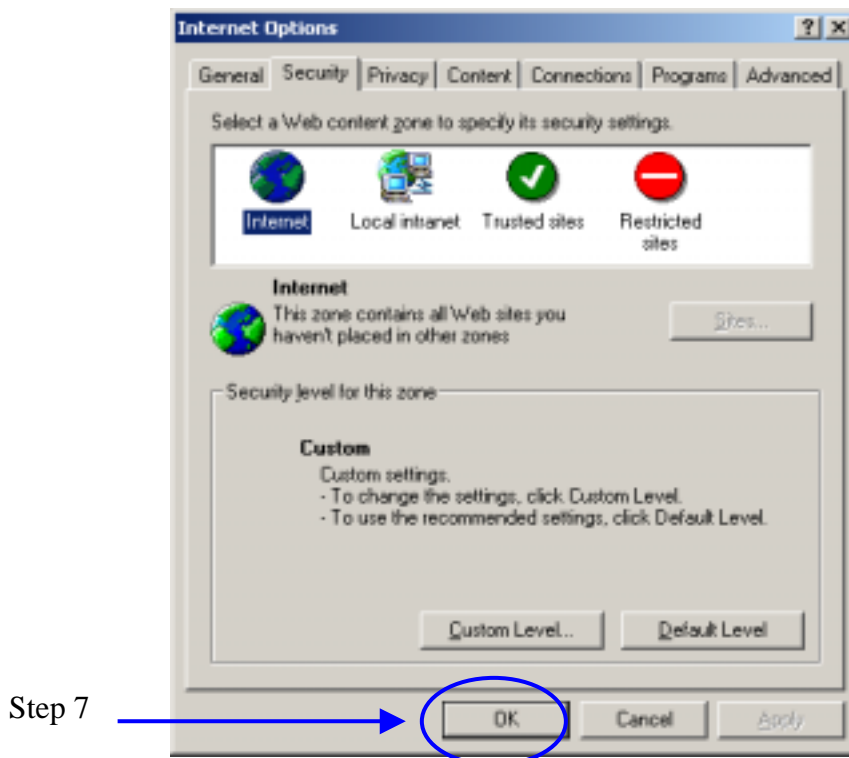 Internet Options
General Security Privacy Content Connections Programs Advanced
Select a Web content zone to specify its security settings.
Internet Local intranet Trusted sites Restricted
sites
Internet
This zone contains all Web sites you
haven't placed in other zones
Sites...
Security level for this zone
Custom
Custom settings.
- To change the settings, click Custom Level.
- To use the recommended settings, click Default Level.
Custom Level... Default Level
Step 7
OK Cancel Apply